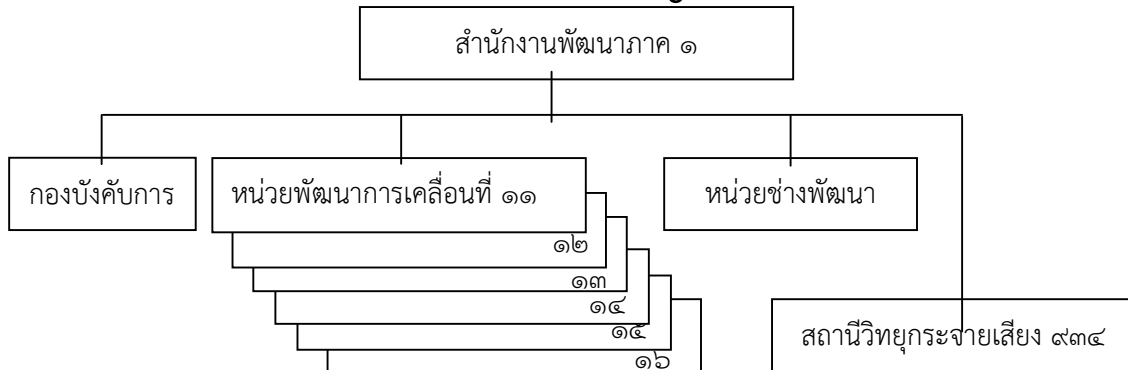 สำนักงานพัฒนาภาค ๑
กองบังคับการ
หน่วยพัฒนาการเคลื่อนที่ ๑๑
หน่วยช่างพัฒนา
๑๒
๑๓
๑๔
๑๕
๑๖
สถานีวิทยุกระจายเสียง ๙๓๔